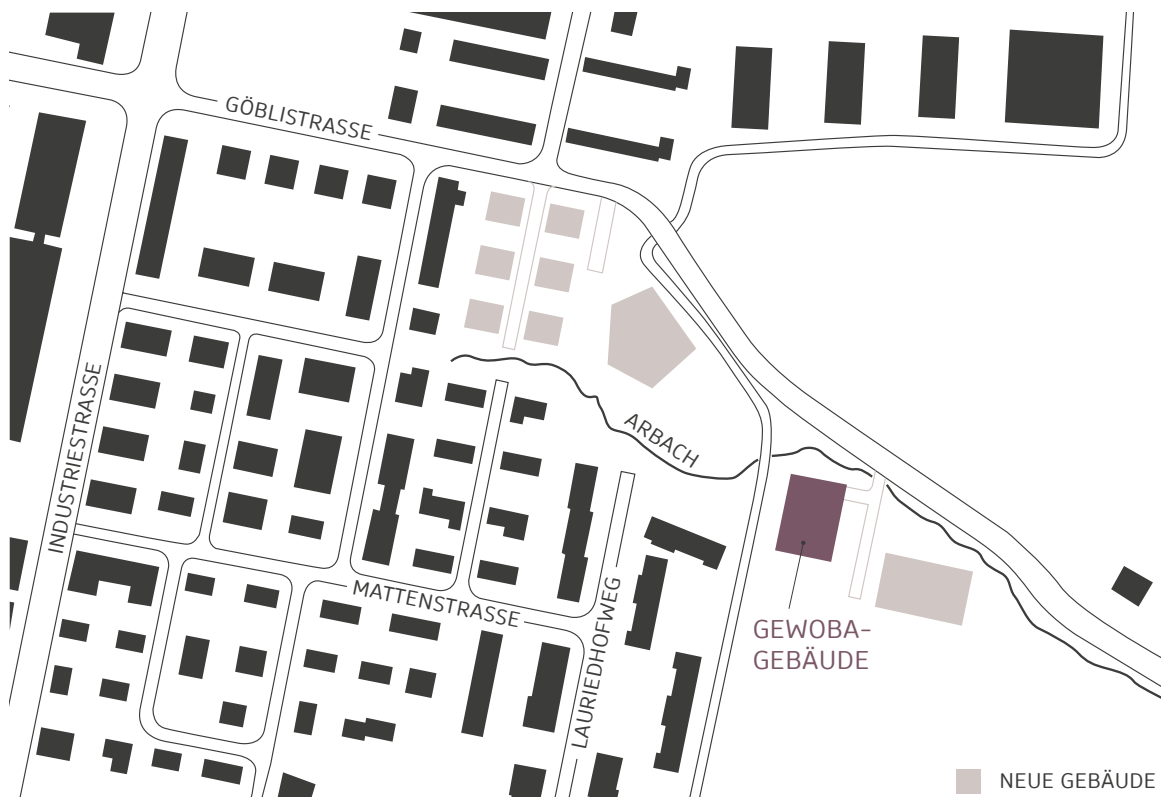 GÖBLISTRASSE
INDUSTRIESTRASSE
ARBACH
MATTENSTRASSE
LAURIEDHOFWEG
GEWOBA-
GEBÄUDE
NEUE GEBÄUDE